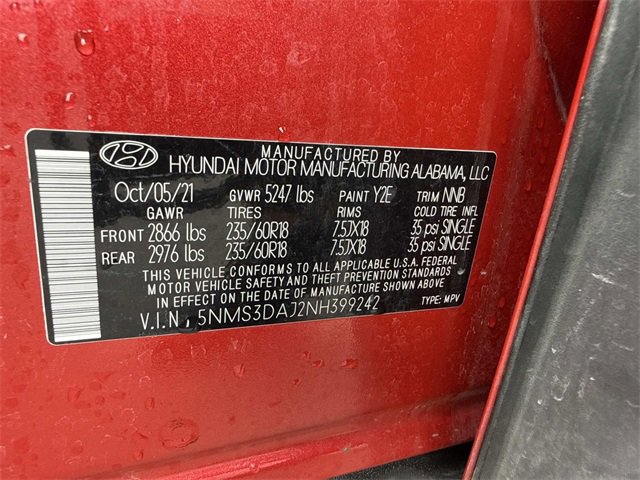 MANUFACTURED BY
HYUNDAI MOTOR MANUFACTURING ALABAMA, LLC
Oct/05/21 GVWR 5247 lbs PAINT Y2E TRIM NNB
GAWR TIRES RIMS COLD TIRE INFL
FRONT 2866 lbs 235/60R18 7.5JX18 35 psi SINGLE
REAR 2976 lbs 235/60R18 7.5JX18 35 psi SINGLE
THIS VEHICLE CONFORMS TO ALL APPLICABLE U.S.A. FEDERAL
MOTOR VEHICLE SAFETY AND THEFT PREVENTION STANDARDS
IN EFFECT ON THE DATE OF MANUFACTURE SHOWN ABOVE
V.I.N, 5NMS3DAJ2NH399242 TYPE: MPV